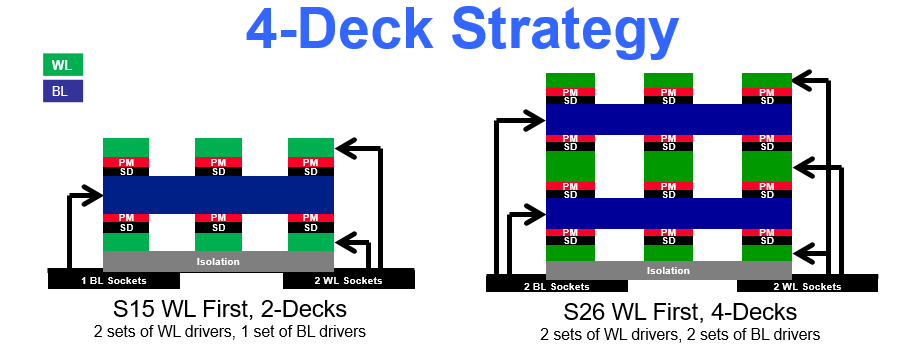 4-Deck Strategy
WL
BL
PM PM PM
SD SD SD
PM PM PM
SD SD SD
Isolation
1 BL Sockets
2 WL Sockets
S15 WL First, 2-Decks
2 sets of WL drivers, 1 set of BL drivers
PM PM PM
SD SD SD
PM PM PM
SD SD SD
PM PM PM
SD SD SD
PM PM PM
SD SD SD
Isolation
2 BL Sockets
2 WL Sockets
S26 WL First, 4-Decks
2 sets of WL drivers, 2 sets of BL drivers